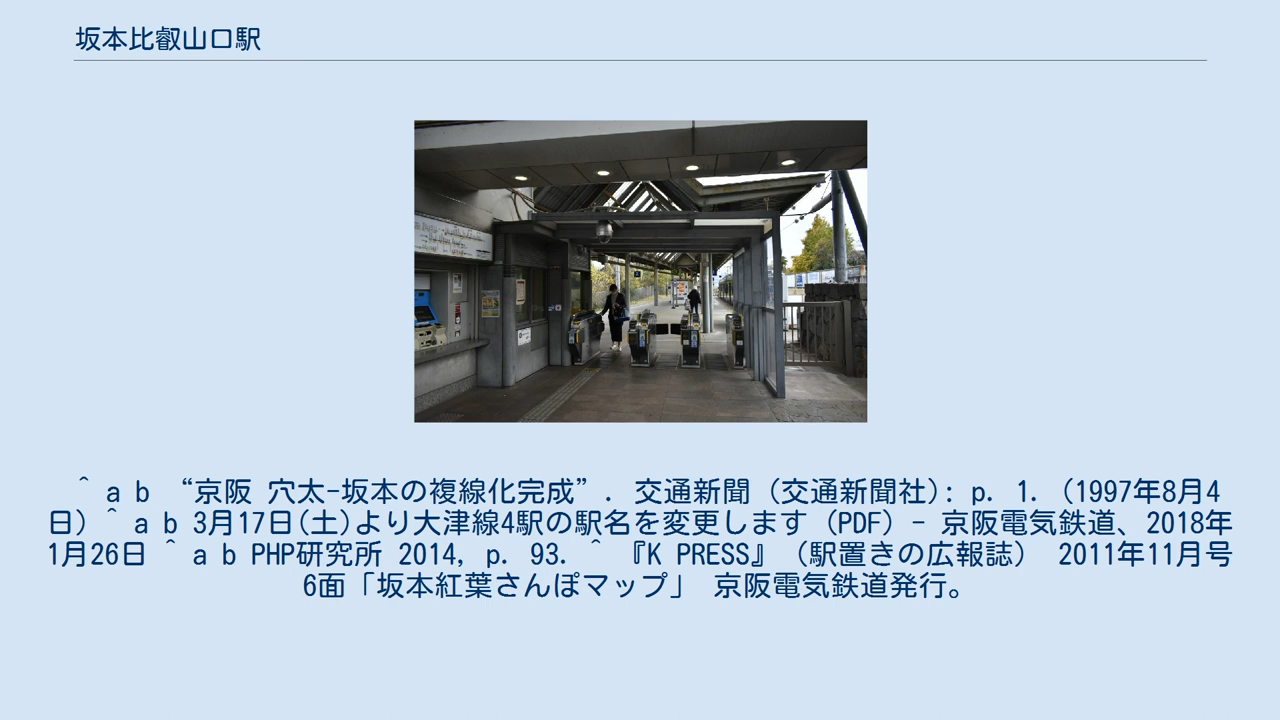 坂本比叡山口駅
^ a b “京阪 穴太-坂本の複線化完成”. 交通新聞 (交通新聞社): p. 1. (1997年8月4
日) ^ a b 3月17日(土)より大津線4駅の駅名を変更します (PDF) - 京阪電気鉄道、2018年
1月26日 ^ a b PHP研究所 2014, p. 93. ^ 『K PRESS』（駅置きの広報誌） 2011年11月号
6面「坂本紅葉さんぽマップ」 京阪電気鉄道発行。